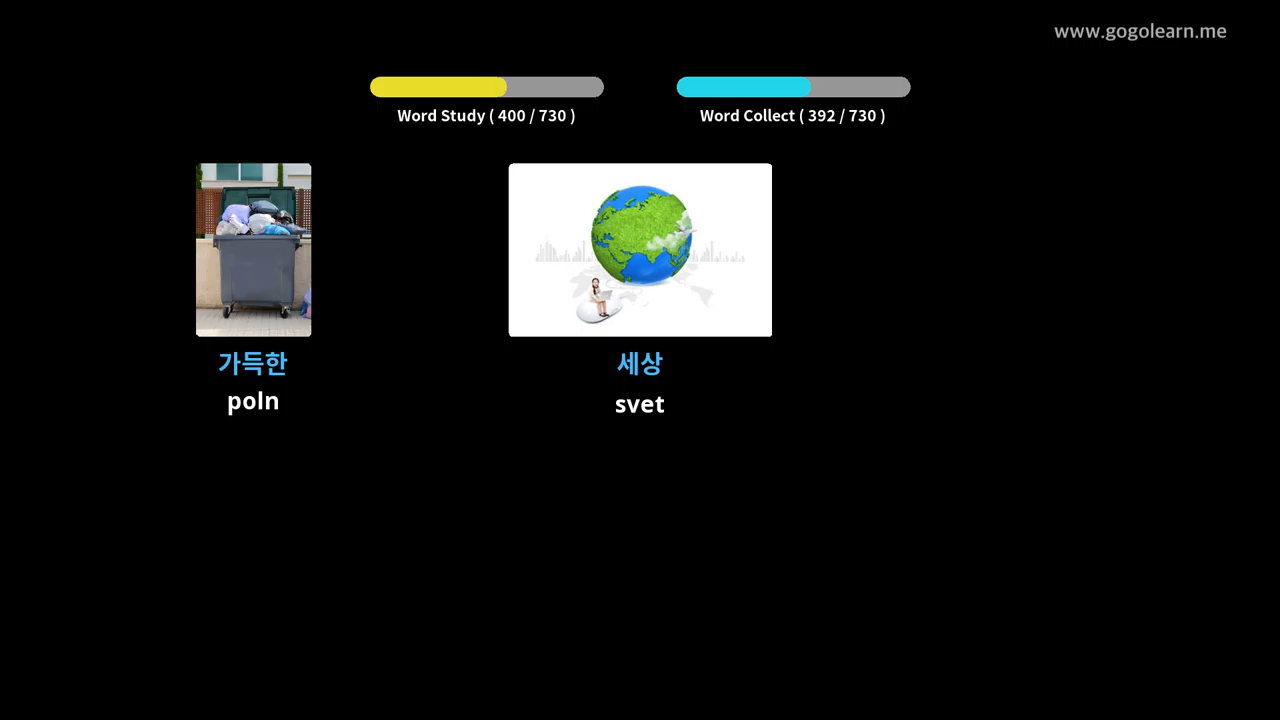 www.gogolearn.me
Word Study ( 400 / 730 )
Word Collect ( 392 / 730 )
가득한
poln
세상
svet